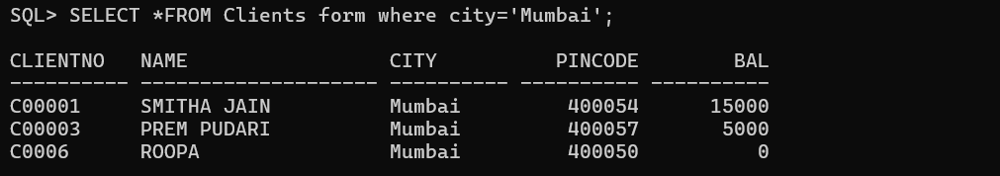 SQL> SELECT *FROM Clients form where city='Mumbai';
CLIENTNO   NAME                 CITY          PINCODE        BAL
---------- -------------------- ---------- ---------- ----------
C00001     SMITHA JAIN          Mumbai         400054      15000
C00003     PREM PUDARI          Mumbai         400057       5000
C0006      ROOPA                Mumbai         400050          0